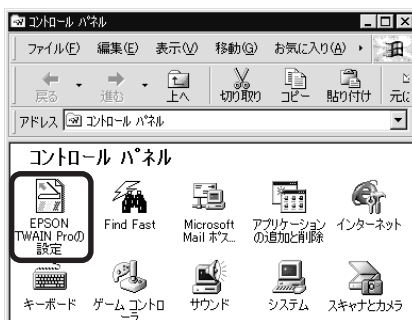 コントロール パネル
ファイル(F) 編集(E) 表示(V) 移動(G) お気に入り(A)
戻る 進む 上へ 切り取り コピー 貼り付け 元に
アドレス コントロール パネル
コントロール パネル
EPSON
TWAIN Proの
設定
Find Fast
Microsoft
Mail ﾎﾟｽ...
アプリケーション
の追加と削除
インターネット
キーボード
ゲーム コントロ
ーラ
サウンド
システム
スキャナとカメラ